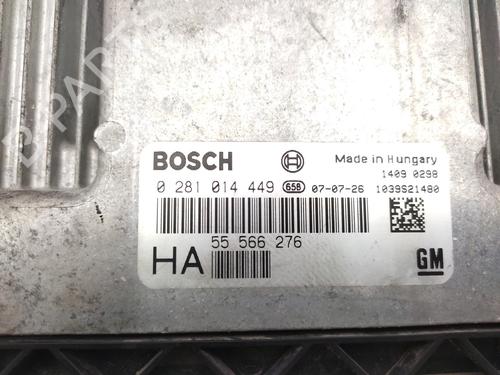 BOSCH Made in Hungary
1409 0298
0 281 014 449 658 07-07-26 1039S21480
55 566 276
HA
GM
B-PARTS